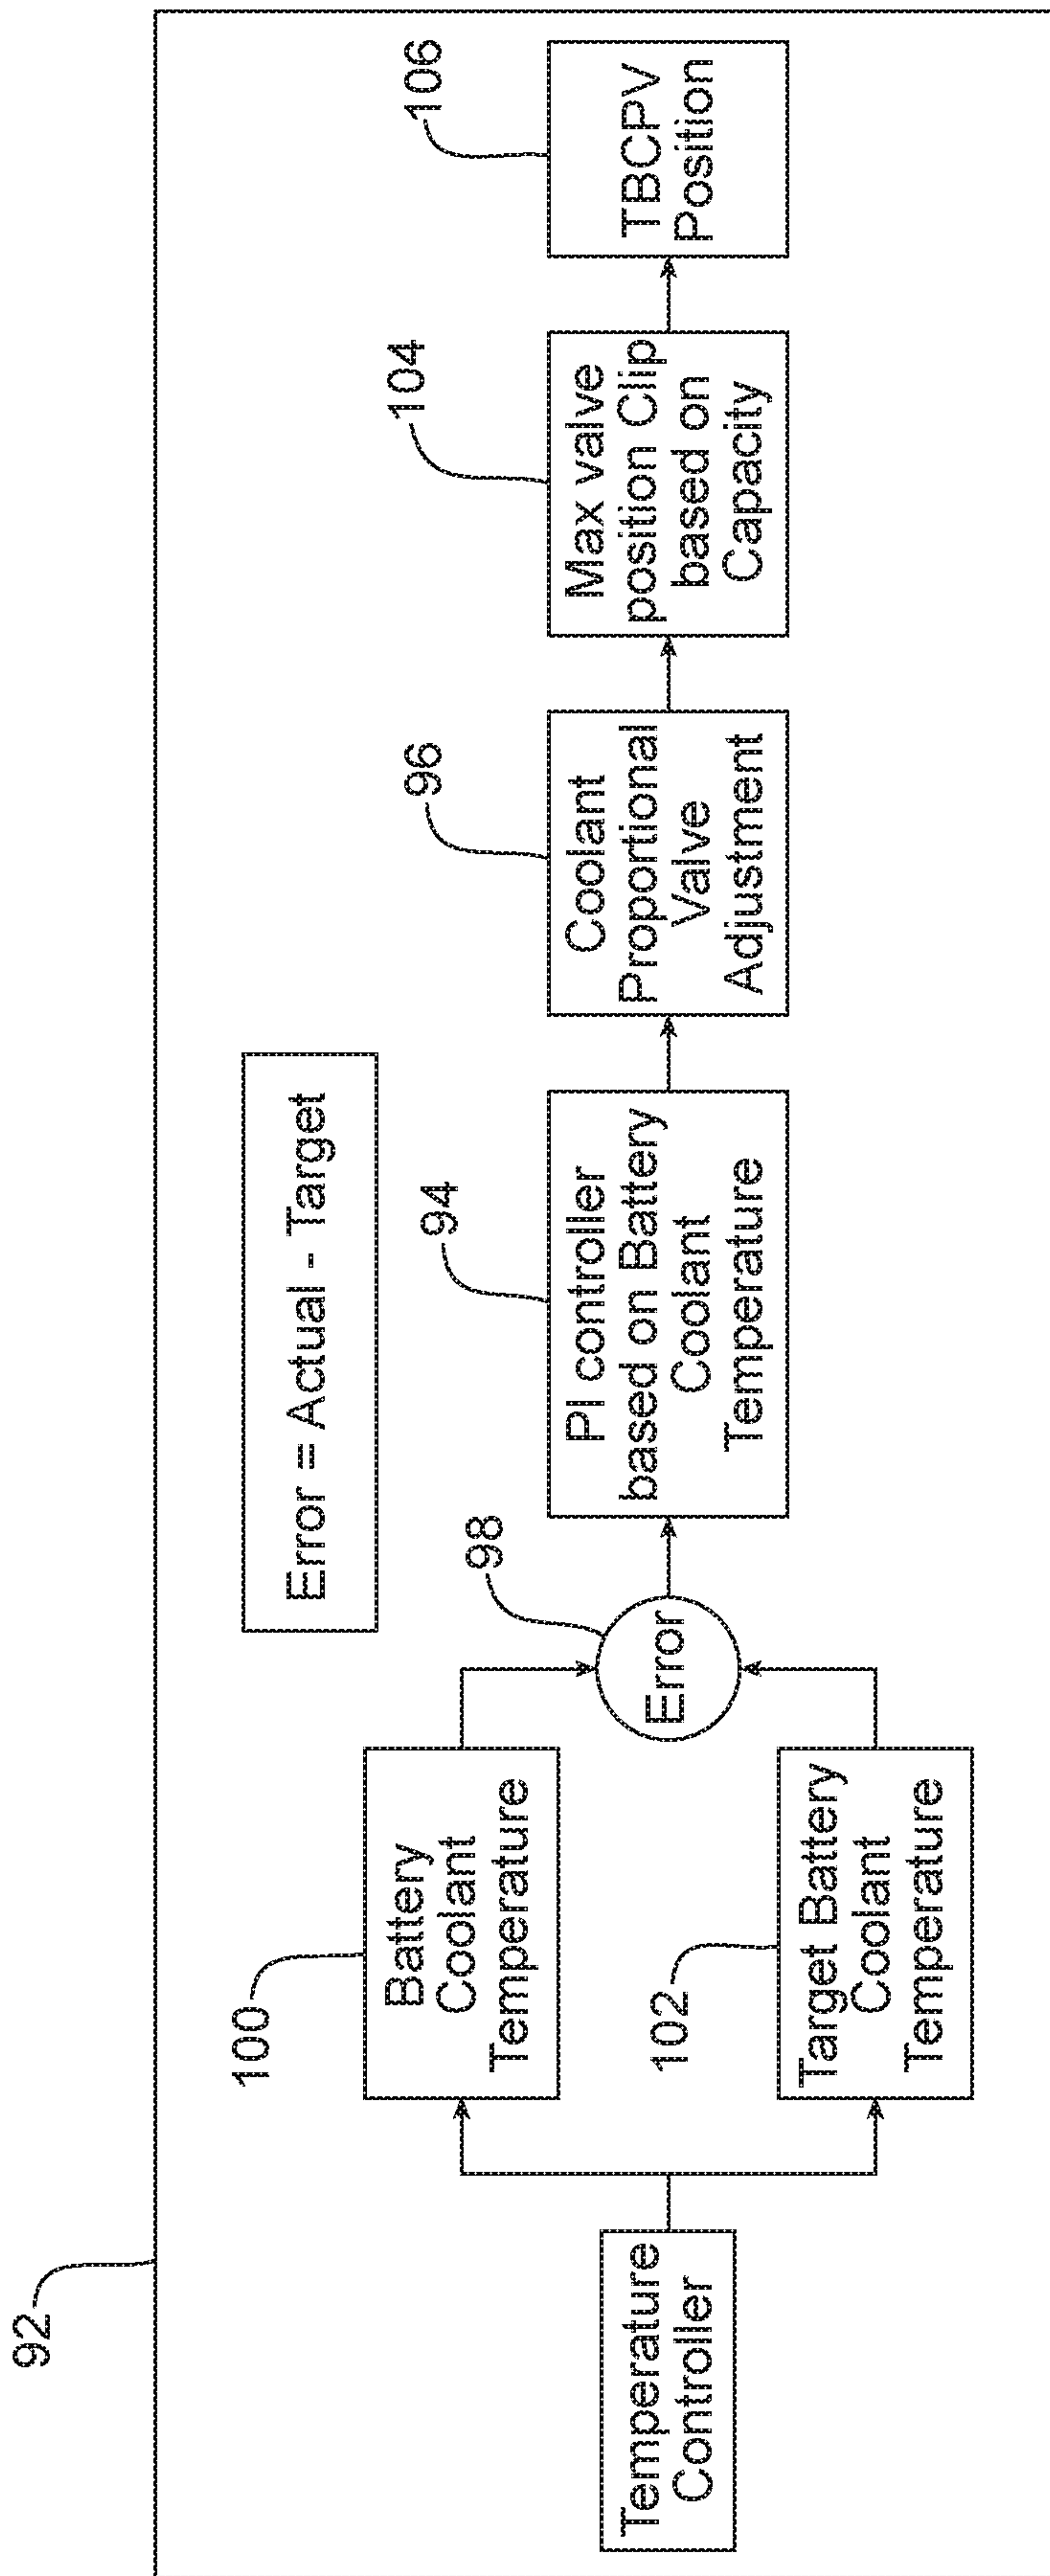 92
Error = Actual - Target
Temperature
Controller
100
Battery
Coolant
Temperature
102
Target Battery
Coolant
Temperature
98
Error
94
PI controller
based on Battery
Coolant
Temperature
96
Coolant
Proportional
Valve
Adjustment
104
Max valve
position Clip
based on
Capacity
106
TBCPV
Position